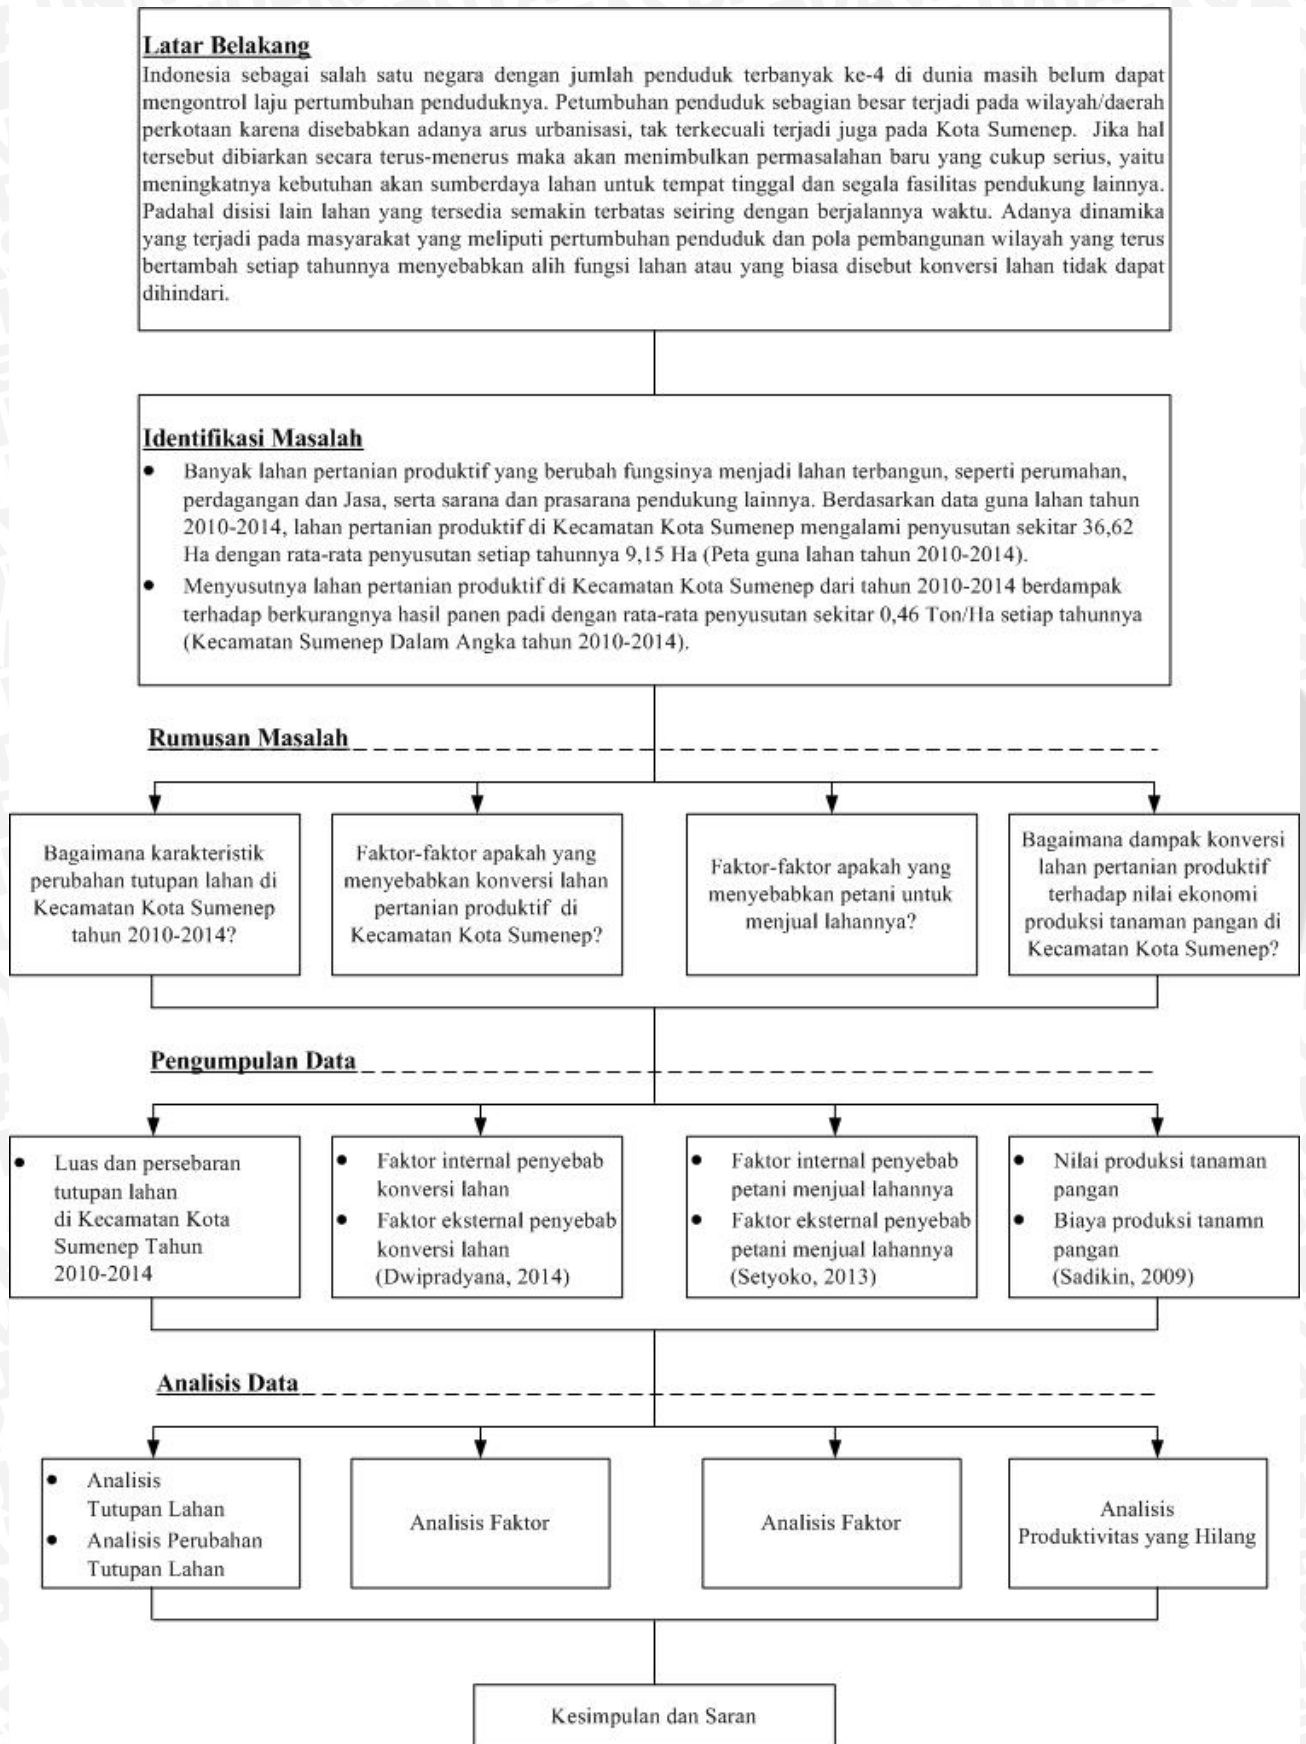 Latar Belakang
Indonesia sebagai salah satu negara dengan jumlah penduduk terbanyak ke-4 di dunia masih belum dapat
mengontrol laju pertumbuhan penduduknya. Petumbuhan penduduk sebagian besar terjadi pada wilayah/daerah
perkotaan karena disebabkan adanya arus urbanisasi, tak terkecuali terjadi juga pada Kota Sumenep. Jika hal
tersebut dibiarkan secara terus-menerus maka akan menimbulkan permasalahan baru yang cukup serius, yaitu
meningkatnya kebutuhan akan sumberdaya lahan untuk tempat tinggal dan segala fasilitas pendukung lainnya.
Padahal disisi lain lahan yang tersedia semakin terbatas seiring dengan berjalannya waktu. Adanya dinamika
yang terjadi pada masyarakat yang meliputi pertumbuhan penduduk dan pola pembangunan wilayah yang terus
bertambah setiap tahunnya menyebabkan alih fungsi lahan atau yang biasa disebut konversi lahan tidak dapat
dihindari.
Identifikasi Masalah
• Banyak lahan pertanian produktif yang berubah fungsinya menjadi lahan terbangun, seperti perumahan,
perdagangan dan Jasa, serta sarana dan prasarana pendukung lainnya. Berdasarkan data guna lahan tahun
2010-2014, lahan pertanian produktif di Kecamatan Kota Sumenep mengalami penyusutan sekitar 36,62
Ha dengan rata-rata penyusutan setiap tahunnya 9,15 Ha (Peta guna lahan tahun 2010-2014).
• Menyusutnya lahan pertanian produktif di Kecamatan Kota Sumenep dari tahun 2010-2014 berdampak
terhadap berkurangnya hasil panen padi dengan rata-rata penyusutan sekitar 0,46 Ton/Ha setiap tahunnya
(Kecamatan Sumenep Dalam Angka tahun 2010-2014).
Rumusan Masalah
Bagaimana karakteristik
perubahan tutupan lahan di
Kecamatan Kota Sumenep
tahun 2010-2014?
Faktor-faktor apakah yang
menyebabkan konversi lahan
pertanian produktif di
Kecamatan Kota Sumenep?
Faktor-faktor apakah yang
menyebabkan petani untuk
menjual lahannya?
Bagaimana dampak konversi
lahan pertanian produktif
terhadap nilai ekonomi
produksi tanaman pangan di
Kecamatan Kota Sumenep?
Pengumpulan Data
• Luas dan persebaran
tutupan lahan
di Kecamatan Kota
Sumenep Tahun
2010-2014
• Faktor internal penyebab
konversi lahan
• Faktor eksternal penyebab
konversi lahan
(Dwipradyana, 2014)
• Faktor internal penyebab
petani menjual lahannya
• Faktor eksternal penyebab
petani menjual lahannya
(Setyoko, 2013)
• Nilai produksi tanaman
pangan
• Biaya produksi tanamn
pangan
(Sadikin, 2009)
Analisis Data
• Analisis
Tutupan Lahan
• Analisis Perubahan
Tutupan Lahan
Analisis Faktor
Analisis Faktor
Analisis
Produktivitas yang Hilang
Kesimpulan dan Saran